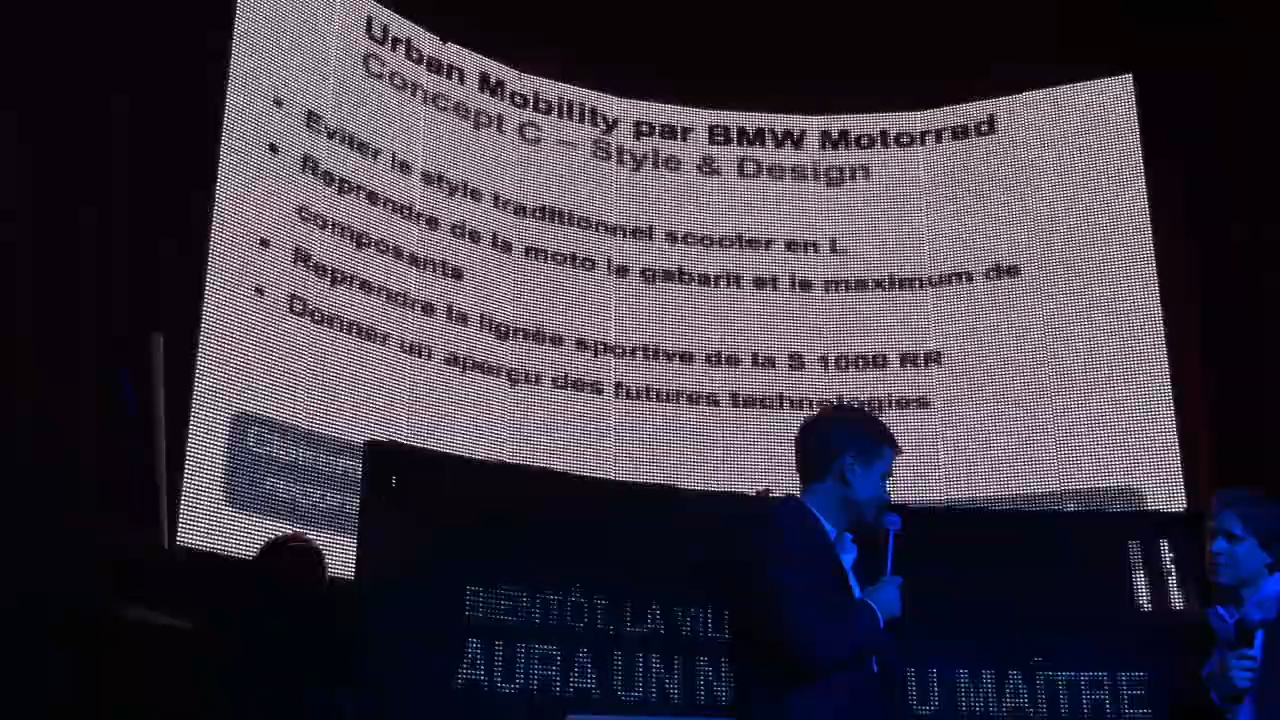 Urban Mobility par BMW Motorrad
Concept C – Style & Design
• Eviter le style traditionnel scooter en L
• Reprendre de la moto le gabarit et le maximum de
composants
• Reprendre la lignée sportive de la S 1000 RR
• Donner un aperçu des futures technologies
BIENTÔT, LA VILL
AURA UN N U MAÎTRE